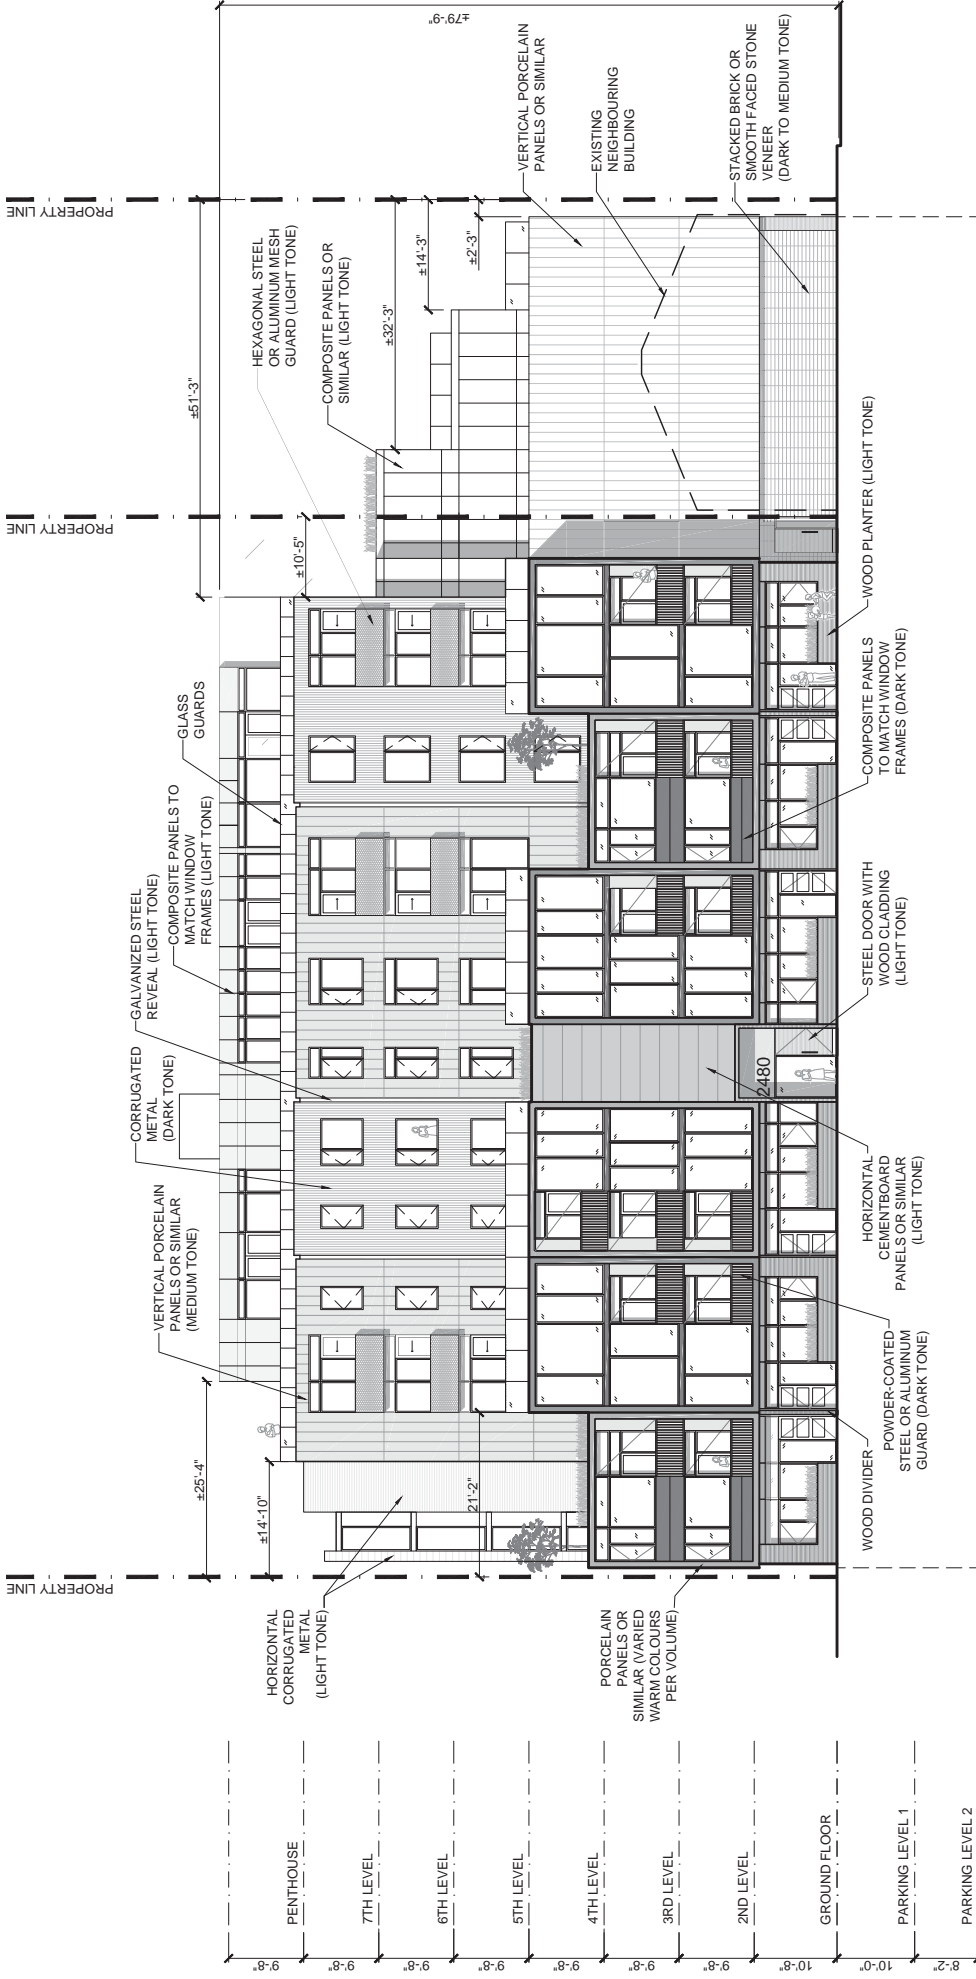 PROPERTY LINE
PROPERTY LINE
PROPERTY LINE
±79'-9"
±51'-3"
±32'-3"
±14'-3"
±2'-3"
±10'-5"
±25'-4"
±14'-10"
21'-2"
HORIZONTAL
CORRUGATED
METAL
(LIGHT TONE)
VERTICAL PORCELAIN
PANELS OR SIMILAR
(MEDIUM TONE)
CORRUGATED
METAL
(DARK TONE)
GALVANIZED STEEL
REVEAL (LIGHT TONE)
COMPOSITE PANELS TO
MATCH WINDOW
FRAMES (LIGHT TONE)
GLASS
GUARDS
HEXAGONAL STEEL
OR ALUMINUM MESH
GUARD (LIGHT TONE)
COMPOSITE PANELS OR
SIMILAR (LIGHT TONE)
VERTICAL PORCELAIN
PANELS OR SIMILAR
EXISTING
NEIGHBOURING
BUILDING
STACKED BRICK OR
SMOOTH FACED STONE
VENEER
(DARK TO MEDIUM TONE)
PORCELAIN
PANELS OR
SIMILAR (VARIED
WARM COLOURS
PER VOLUME)
WOOD DIVIDER
POWDER-COATED
STEEL OR ALUMINUM
GUARD (DARK TONE)
HORIZONTAL
CEMENTBOARD
PANELS OR SIMILAR
(LIGHT TONE)
2480
STEEL DOOR WITH
WOOD CLADDING
(LIGHT TONE)
COMPOSITE PANELS
TO MATCH WINDOW
FRAMES (DARK TONE)
WOOD PLANTER (LIGHT TONE)
PENTHOUSE
7TH LEVEL
6TH LEVEL
5TH LEVEL
4TH LEVEL
3RD LEVEL
2ND LEVEL
GROUND FLOOR
PARKING LEVEL 1
PARKING LEVEL 2
9'-8"
9'-8"
9'-8"
9'-8"
9'-8"
9'-8"
9'-8"
10'-8"
10'-0"
8'-2"